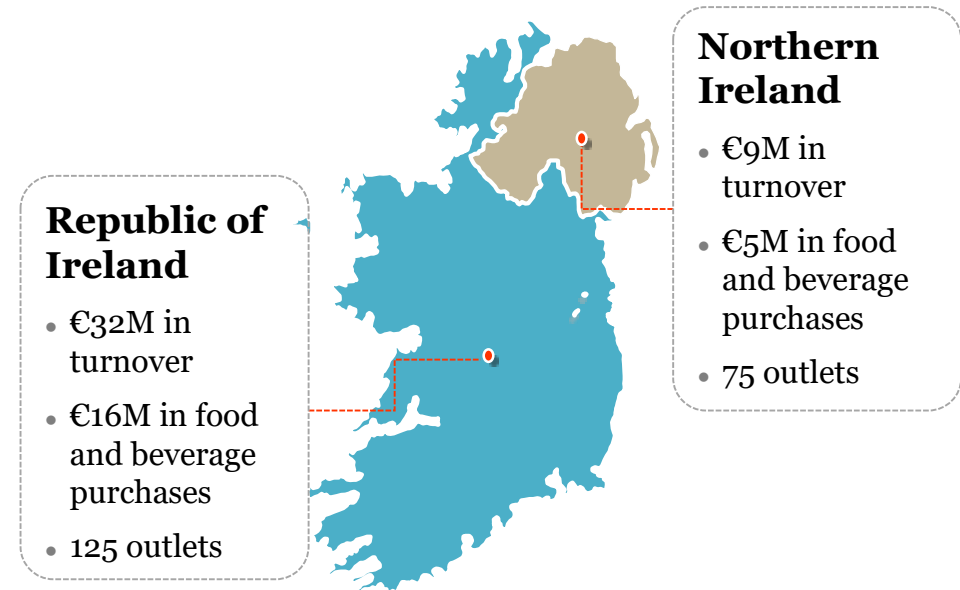 Republic of
Ireland
• €32M in
turnover
• €16M in food
and beverage
purchases
• 125 outlets
Northern
Ireland
• €9M in
turnover
• €5M in food
and beverage
purchases
• 75 outlets